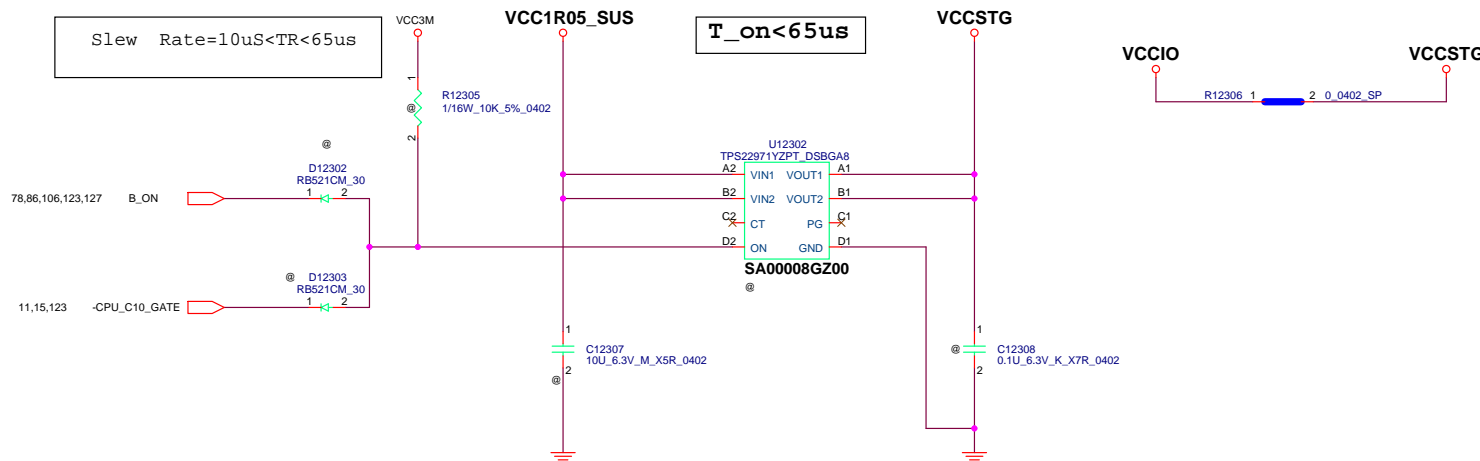 Slew Rate=10uS<TR<65us
VCC3M
VCC1R05_SUS
T_on<65us
VCCSTG
VCCIO
VCCSTG
1
R12305
1/16W_10K_5%_0402
@
2
R12306 1
2 0_0402_SP
@
D12302
RB521CM_30
78,86,106,123,127 B_ON
1 2
U12302
TPS22971YZPT_DSBGA8
A2 VIN1 VOUT1 A1
B2 VIN2 VOUT2 B1
C2 CT PG C1
D2 ON GND D1
SA00008GZ00
@
@
D12303
RB521CM_30
11,15,123 -CPU_C10_GATE
1 2
1
C12307
10U_6.3V_M_X5R_0402
2
@
1
@
C12308
0.1U_6.3V_K_X7R_0402
2